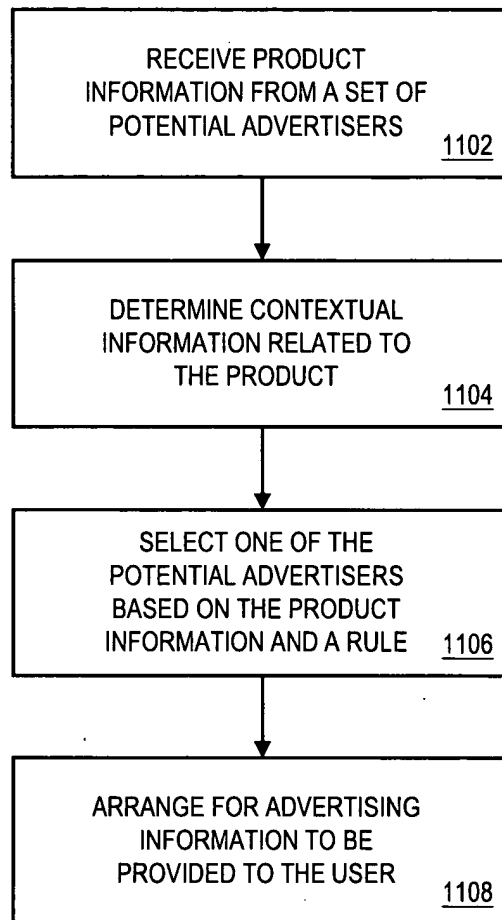 RECEIVE PRODUCT
INFORMATION FROM A SET OF
POTENTIAL ADVERTISERS
1102
DETERMINE CONTEXTUAL
INFORMATION RELATED TO
THE PRODUCT
1104
SELECT ONE OF THE
POTENTIAL ADVERTISERS
BASED ON THE PRODUCT
INFORMATION AND A RULE
1106
ARRANGE FOR ADVERTISING
INFORMATION TO BE
PROVIDED TO THE USER
1108